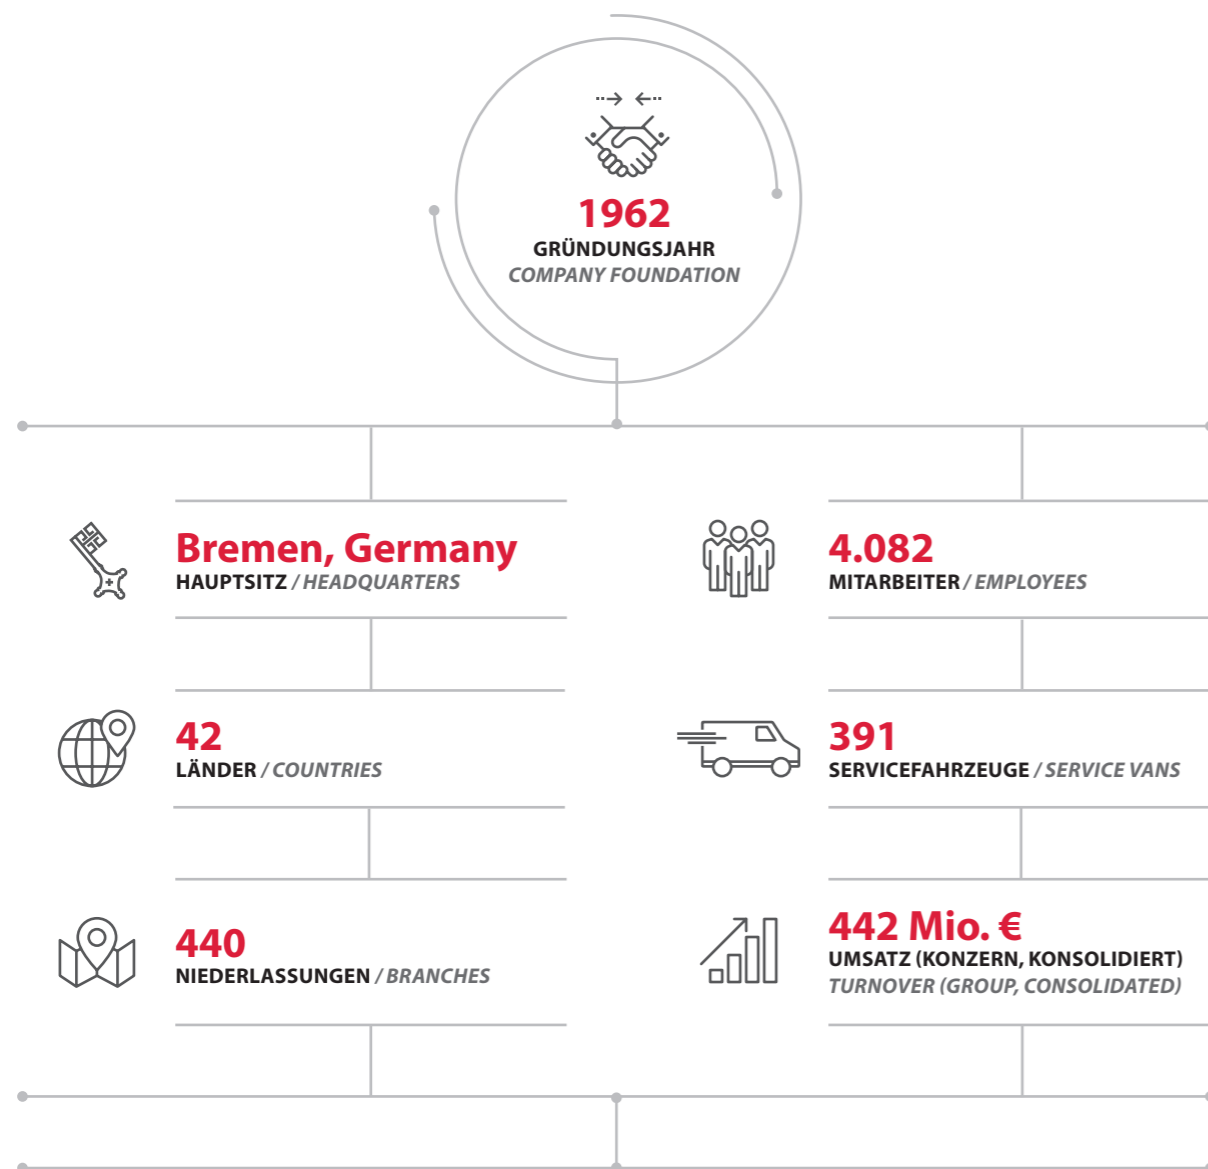 1962
GRÜNDUNGSJAHR
COMPANY FOUNDATION
Bremen, Germany
HAUPTSITZ / HEADQUARTERS
4.082
MITARBEITER / EMPLOYEES
42
LÄNDER / COUNTRIES
391
SERVICEFAHRZEUGE / SERVICE VANS
440
NIEDERLASSUNGEN / BRANCHES
442 Mio. €
UMSATZ (KONZERN, KONSOLIDIERT)
TURNOVER (GROUP, CONSOLIDATED)